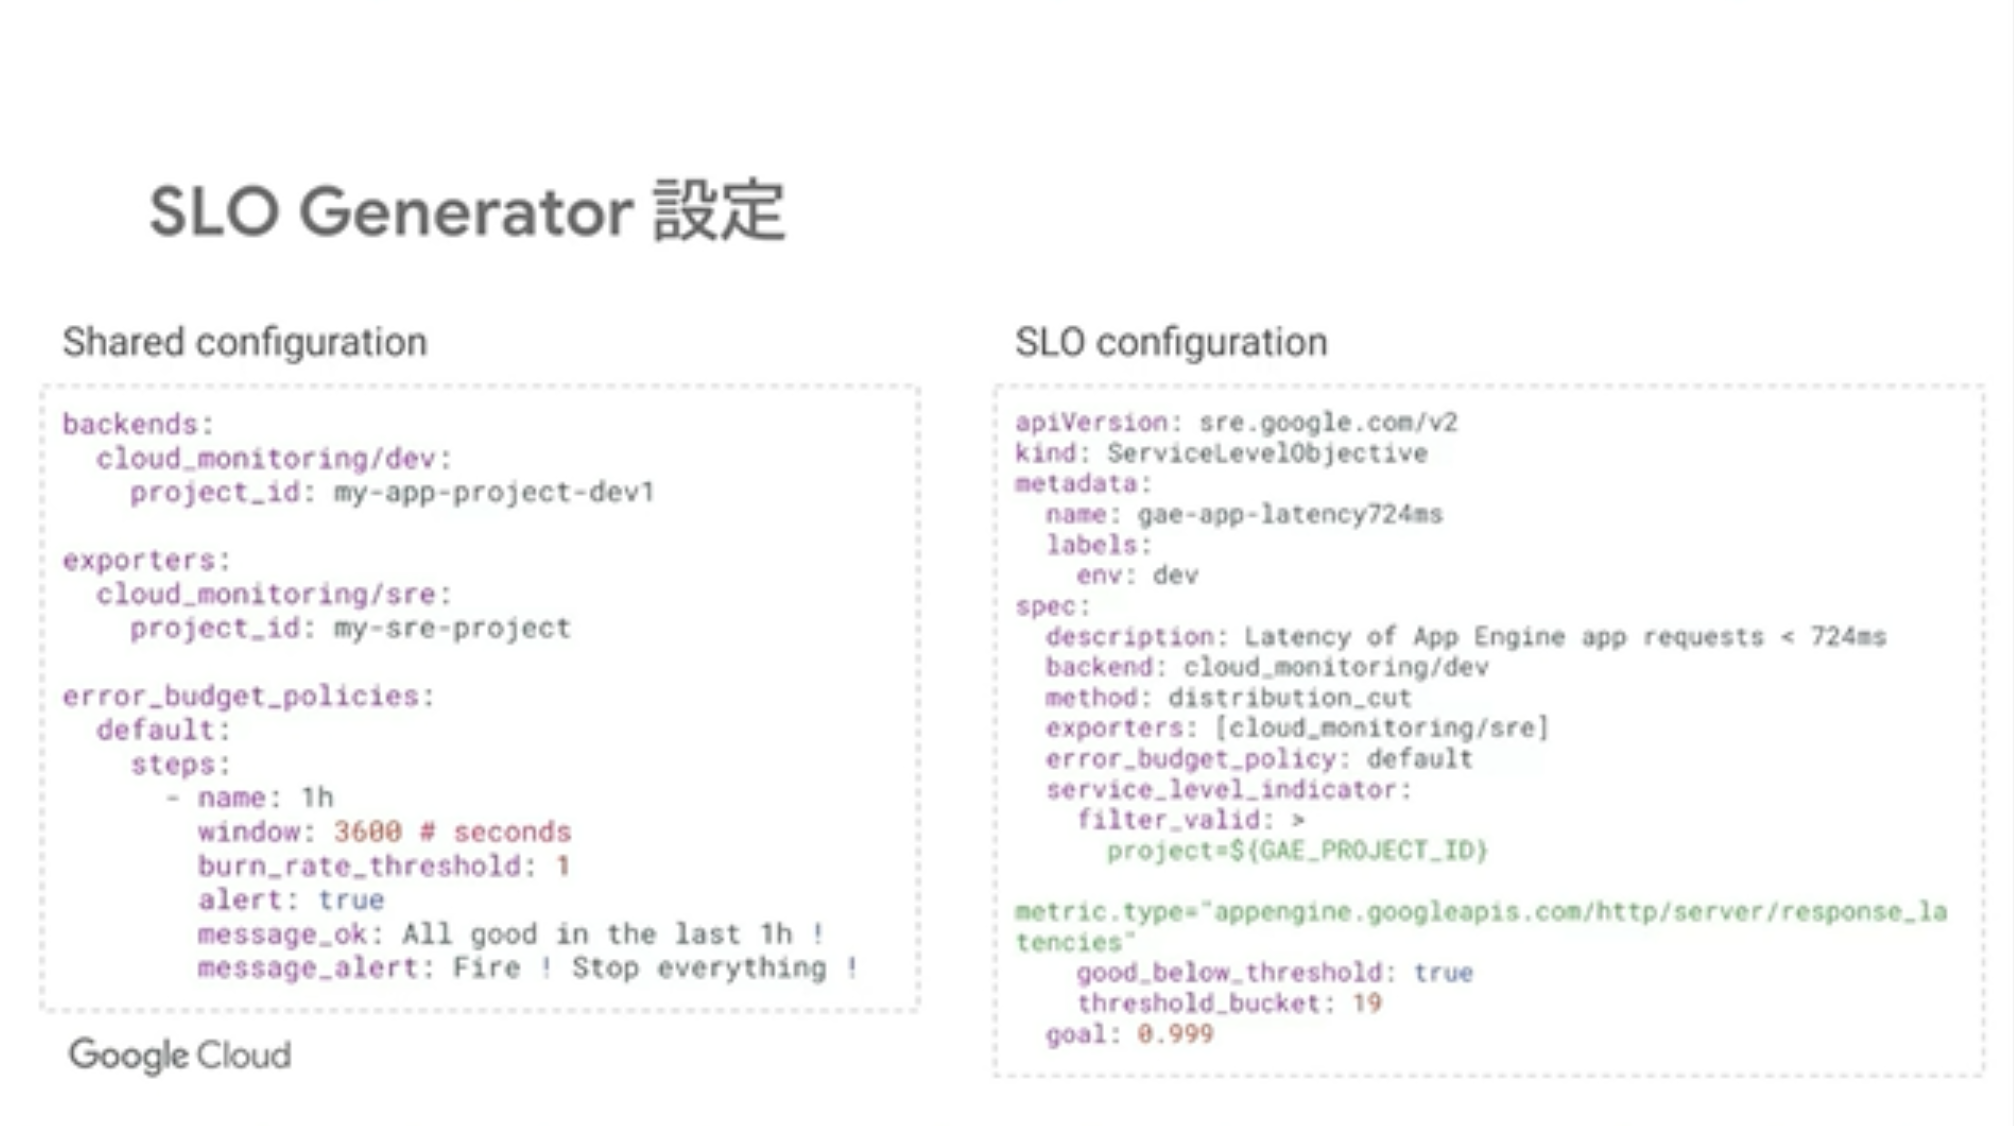 SLO Generator 設定
Shared configuration
backends:
  cloud_monitoring/dev:
    project_id: my-app-project-dev1
exporters:
  cloud_monitoring/sre:
    project_id: my-sre-project
error_budget_policies:
  default:
    steps:
      - name: 1h
        window: 3600 # seconds
        burn_rate_threshold: 1
        alert: true
        message_ok: All good in the last 1h !
        message_alert: Fire ! Stop everything !
SLO configuration
apiVersion: sre.google.com/v2
kind: ServiceLevelObjective
metadata:
  name: gae-app-latency724ms
  labels:
    env: dev
spec:
  description: Latency of App Engine app requests < 724ms
  backend: cloud_monitoring/dev
  method: distribution_cut
  exporters: [cloud_monitoring/sre]
  error_budget_policy: default
  service_level_indicator:
    filter_valid: >
      project=${GAE_PROJECT_ID}
metric.type="appengine.googleapis.com/http/server/response_la
tencies"
    good_below_threshold: true
    threshold_bucket: 19
  goal: 0.999
Google Cloud